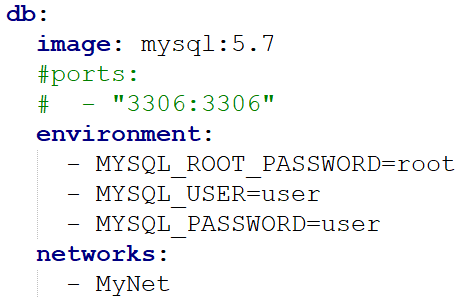 db:
  image: mysql:5.7
  #ports:
  #  - "3306:3306"
  environment:
    - MYSQL_ROOT_PASSWORD=root
    - MYSQL_USER=user
    - MYSQL_PASSWORD=user
  networks:
    - MyNet